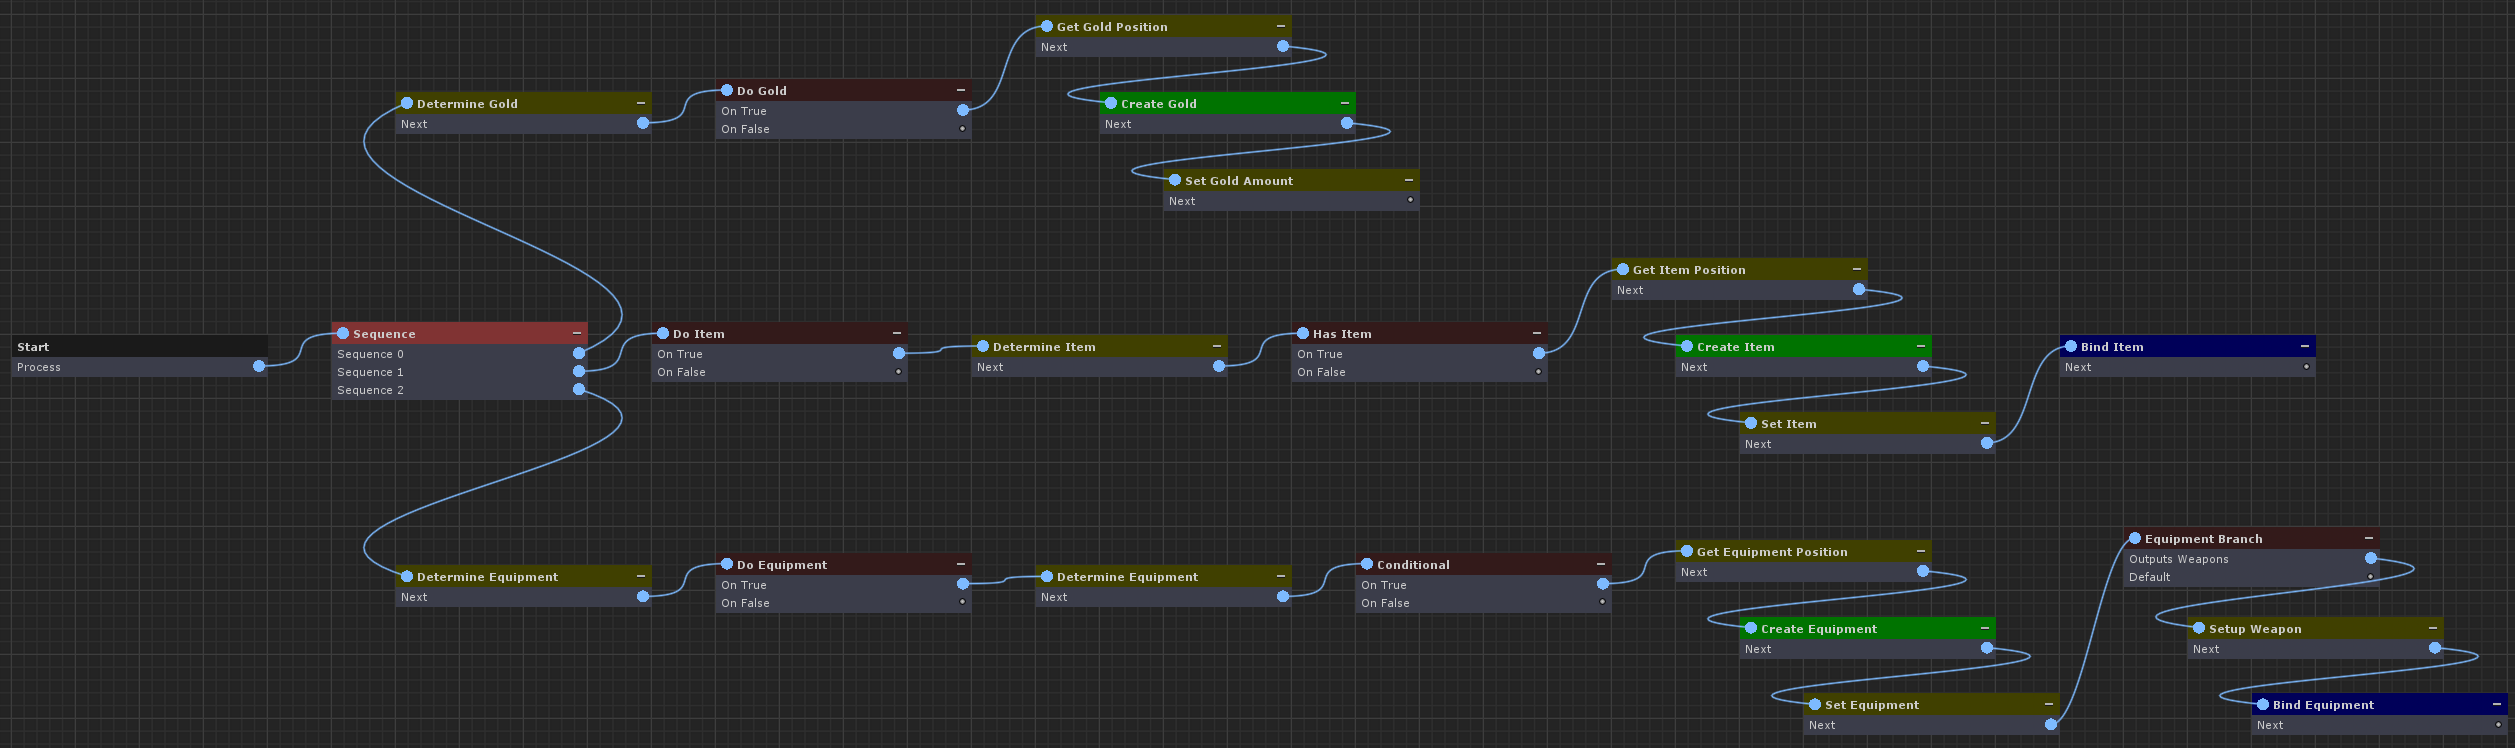 Get Gold Position
Next
Determine Gold
Next
Do Gold
On True
On False
Create Gold
Next
Set Gold Amount
Next
Start
Process
Sequence
Sequence 0
Sequence 1
Sequence 2
Do Item
On True
On False
Determine Item
Next
Has Item
On True
On False
Get Item Position
Next
Create Item
Next
Set Item
Next
Bind Item
Next
Determine Equipment
Next
Do Equipment
On True
On False
Determine Equipment
Next
Conditional
On True
On False
Get Equipment Position
Next
Create Equipment
Next
Set Equipment
Next
Equipment Branch
Outputs Weapons
Default
Setup Weapon
Next
Bind Equipment
Next